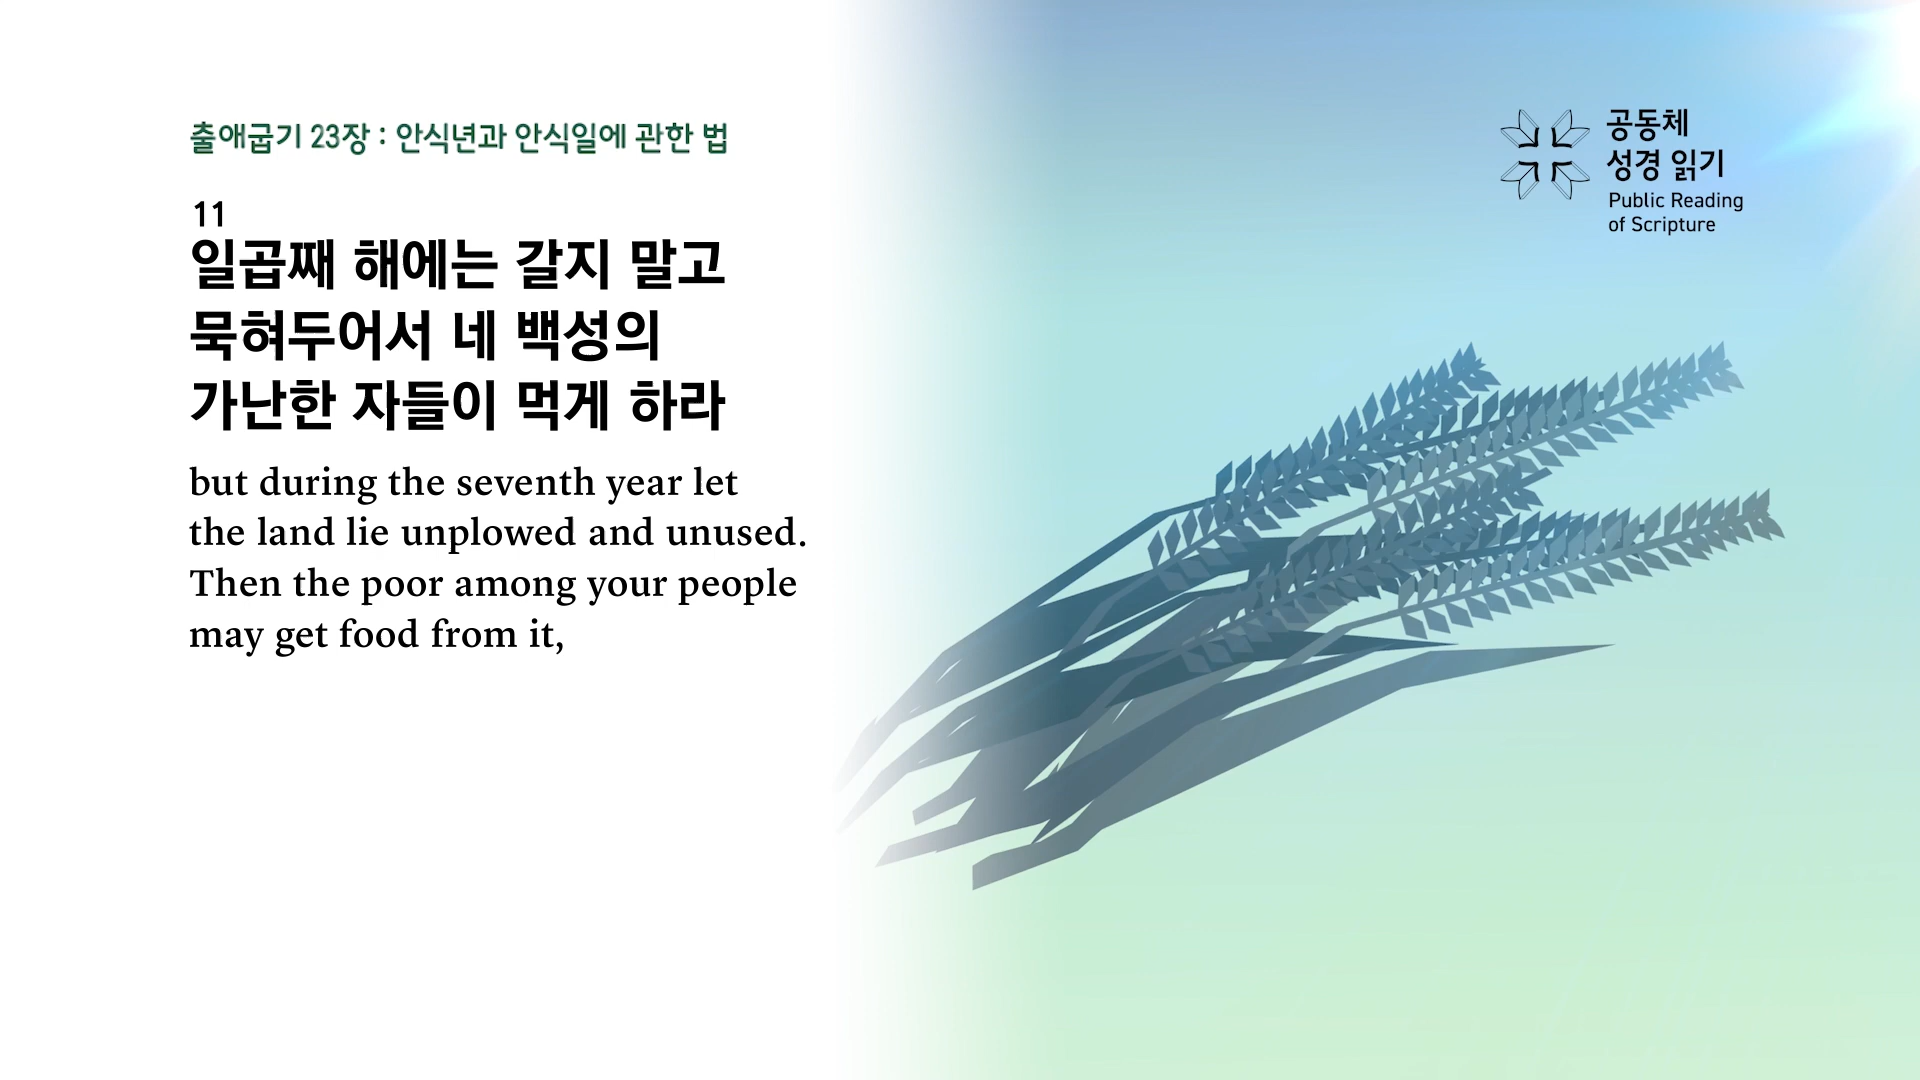 출애굽기 23장 : 안식년과 안식일에 관한 법
11
일곱째 해에는 갈지 말고
묵혀두어서 네 백성의
가난한 자들이 먹게 하라
but during the seventh year let
the land lie unplowed and unused.
Then the poor among your people
may get food from it,
공동체
성경 읽기
Public Reading
of Scripture